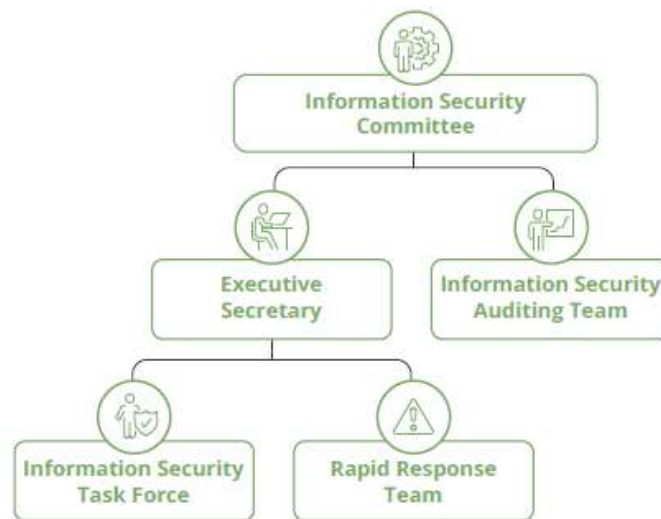 Information Security
Committee
Executive
Secretary
Information Security
Auditing Team
Information Security
Task Force
Rapid Response
Team